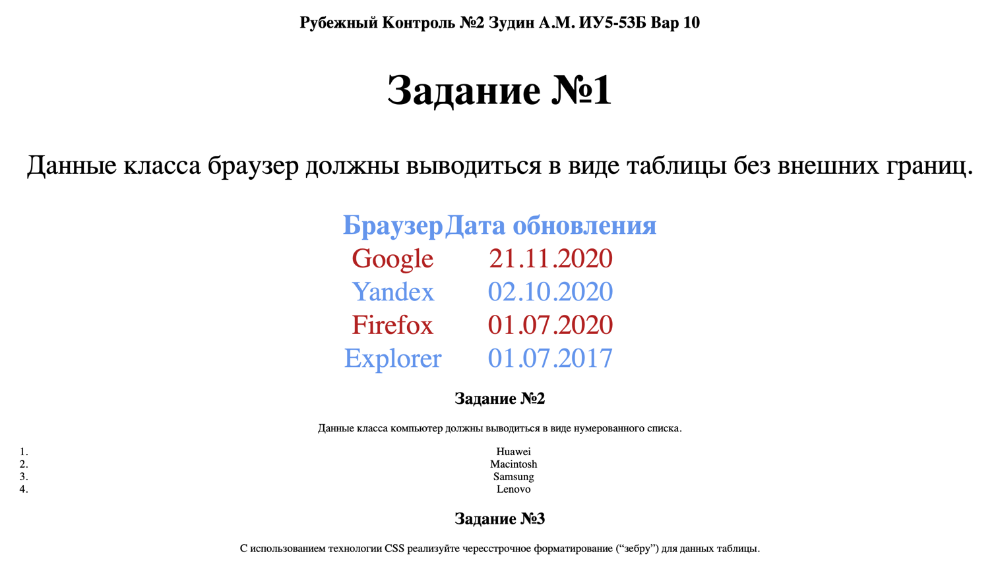 Рубежный Контроль №2 Зудин А.М. ИУ5-53Б Вар 10
Задание №1
Данные класса браузер должны выводиться в виде таблицы без внешних границ.
Браузер Дата обновления
Google 21.11.2020
Yandex 02.10.2020
Firefox 01.07.2020
Explorer 01.07.2017
Задание №2
Данные класса компьютер должны выводиться в виде нумерованного списка.
1. Huawei
2. Macintosh
3. Samsung
4. Lenovo
Задание №3
С использованием технологии CSS реализуйте чересстрочное форматирование (“зебру”) для данных таблицы.